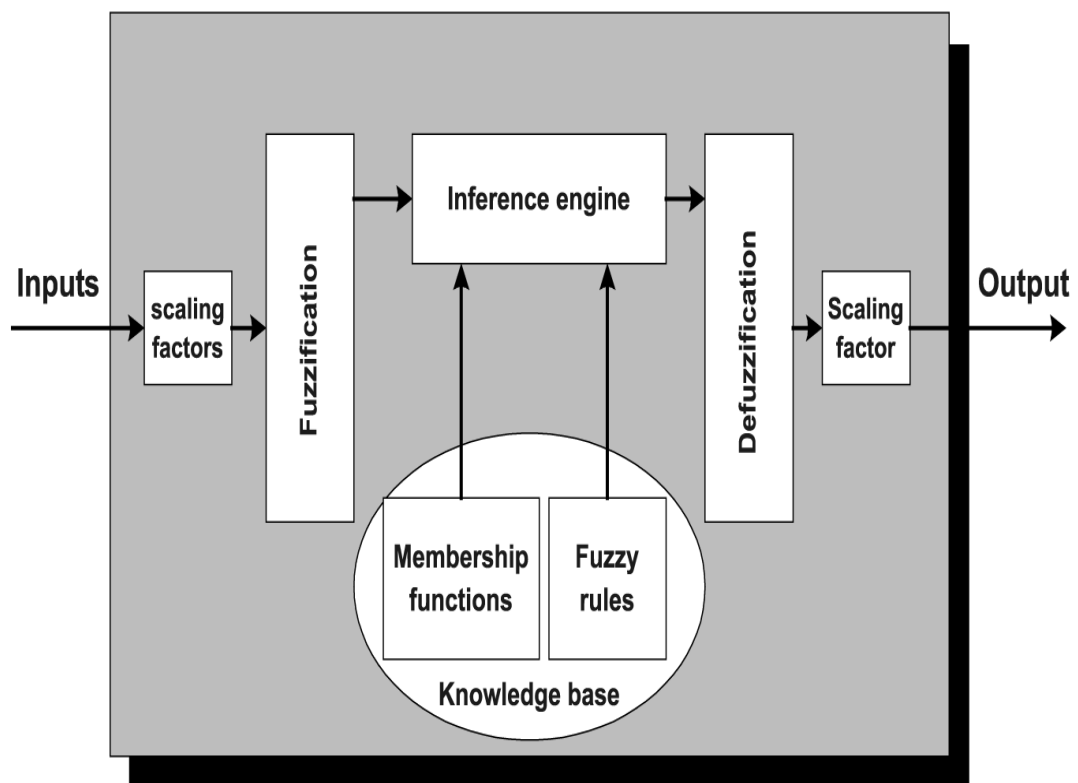 Inputs
scaling
factors
Fuzzification
Inference engine
Defuzzification
Scaling
factor
Output
Membership
functions
Fuzzy
rules
Knowledge base